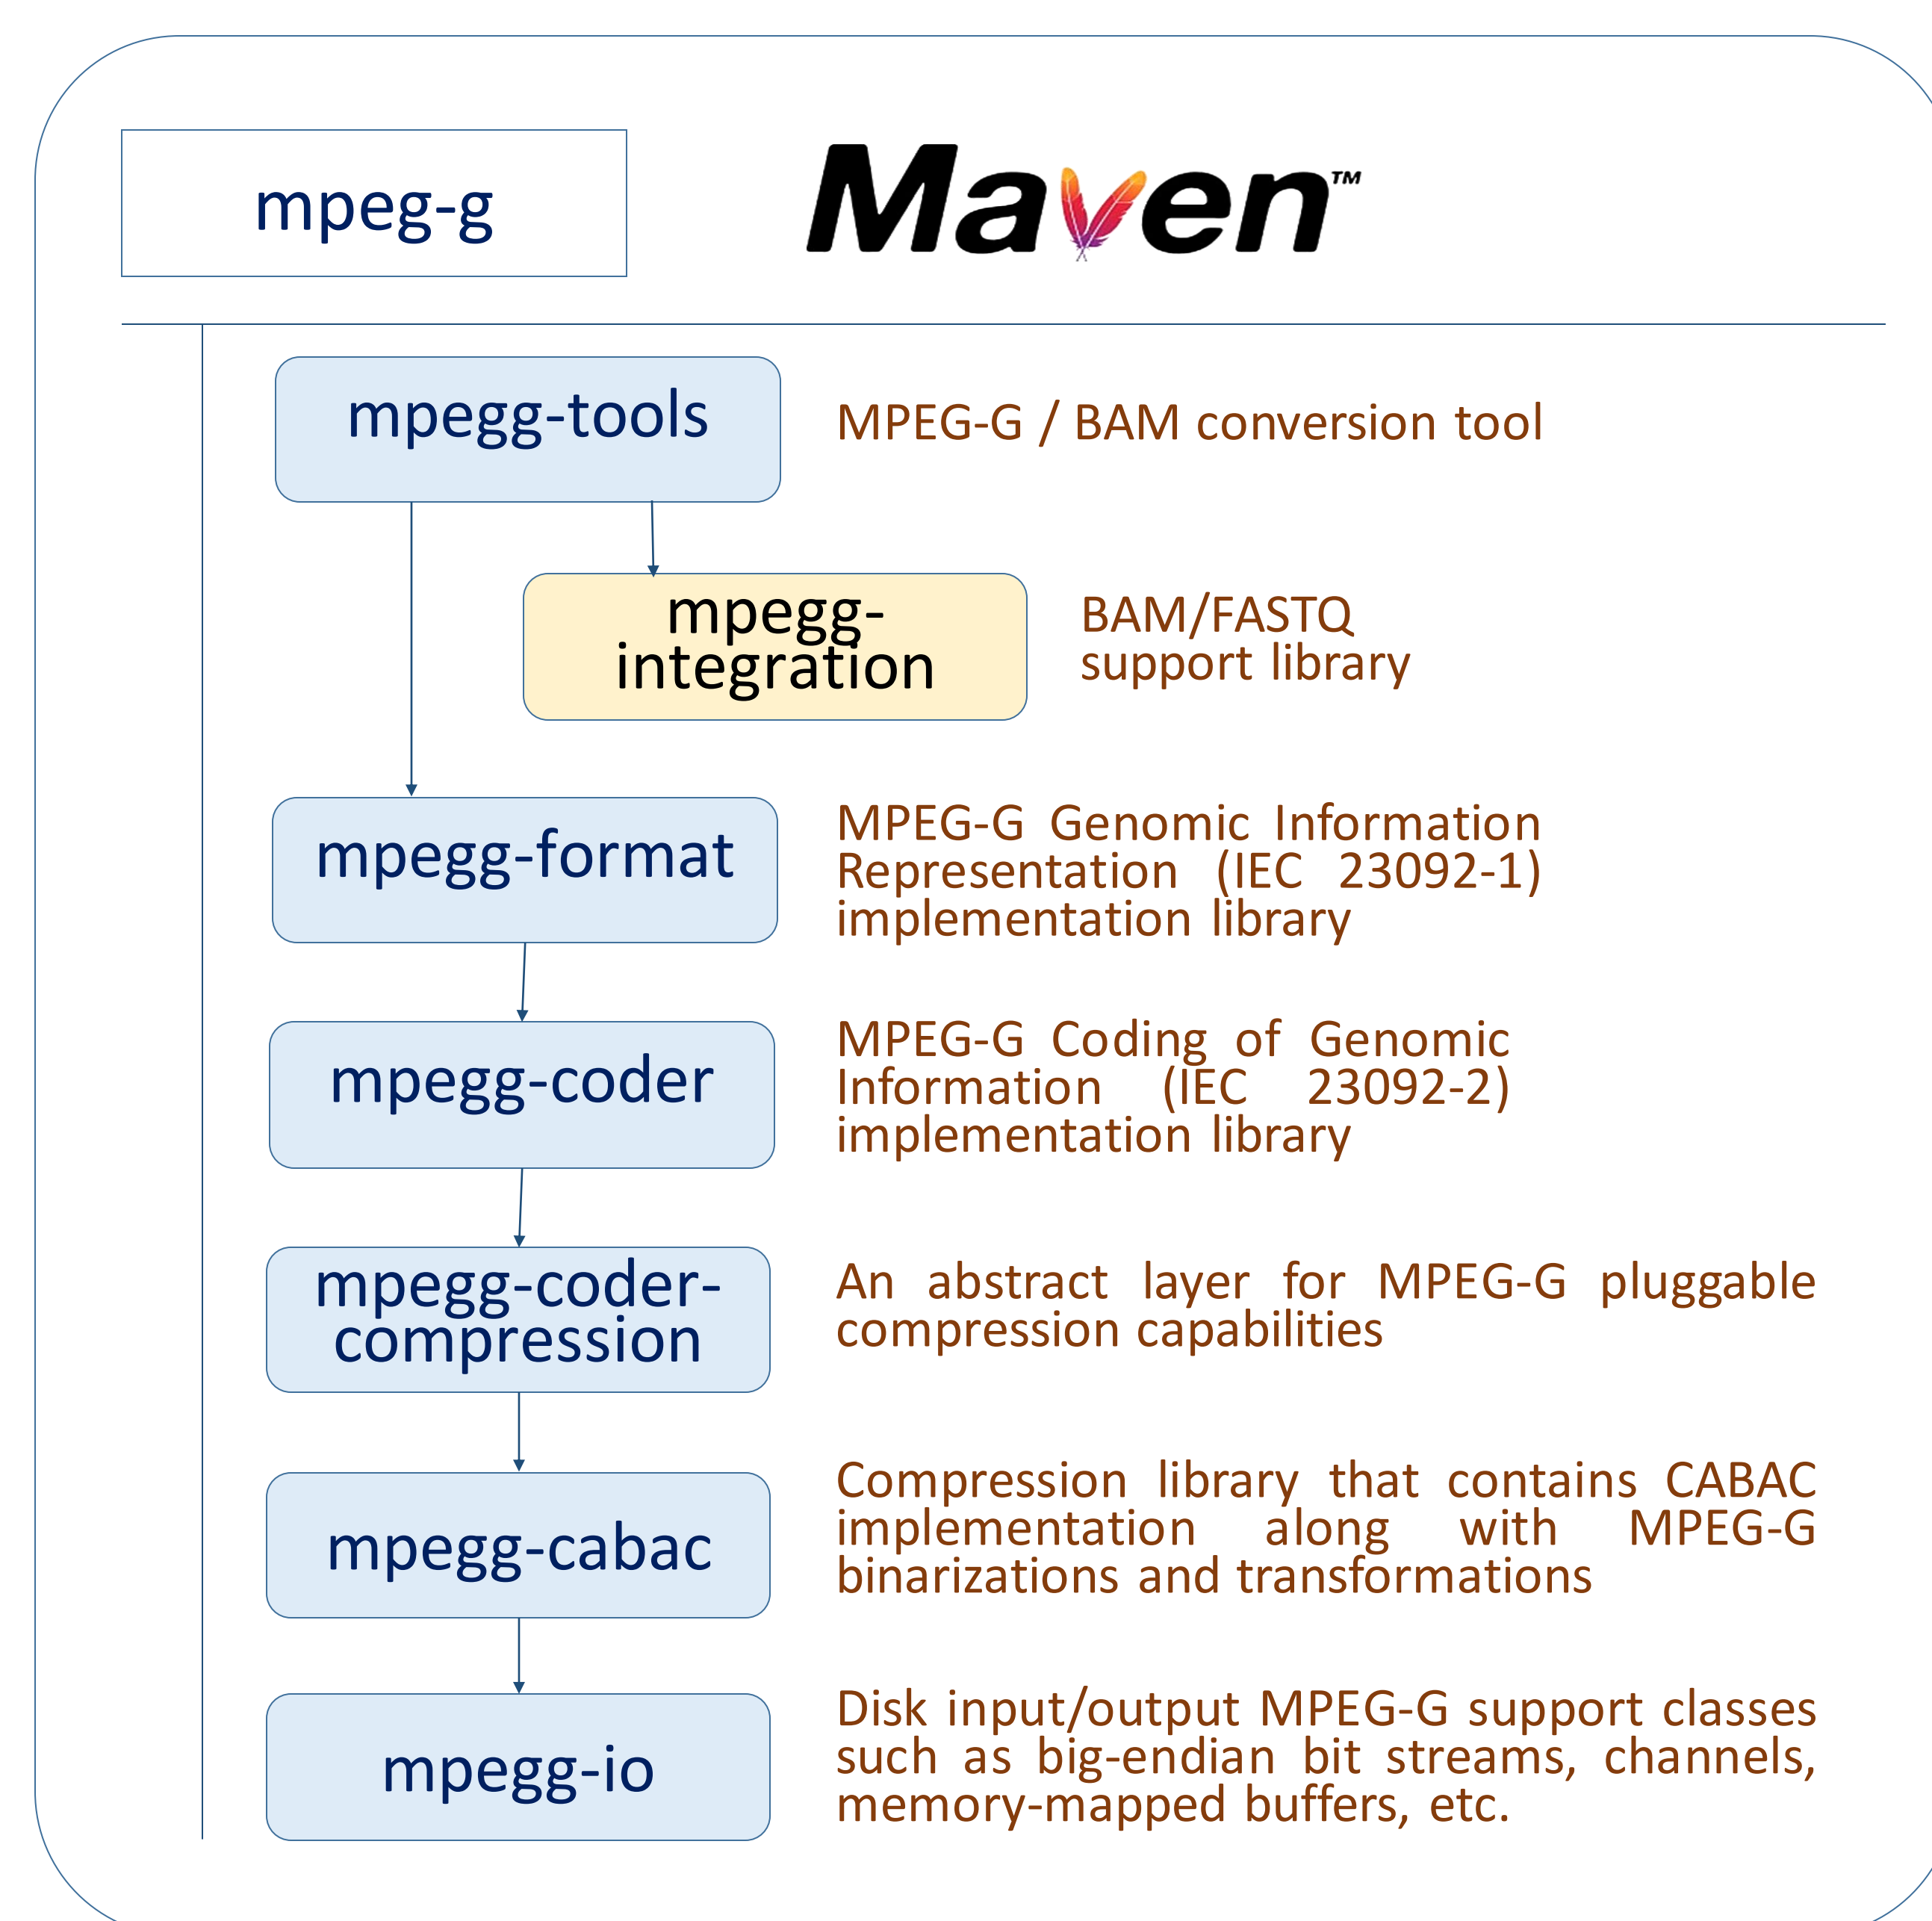 mpeg-g
Maven™
mpegg-tools
MPEG-G / BAM conversion tool
mpegg-
integration
BAM/FASTQ
support library
mpegg-format
MPEG-G Genomic Information
Representation (IEC 23092-1)
implementation library
mpegg-coder
MPEG-G Coding of Genomic
Information (IEC 23092-2)
implementation library
mpegg-coder-
compression
An abstract layer for MPEG-G pluggable
compression capabilities
mpegg-cabac
Compression library that contains CABAC
implementation along with MPEG-G
binarizations and transformations
mpegg-io
Disk input/output MPEG-G support classes
such as big-endian bit streams, channels,
memory-mapped buffers, etc.